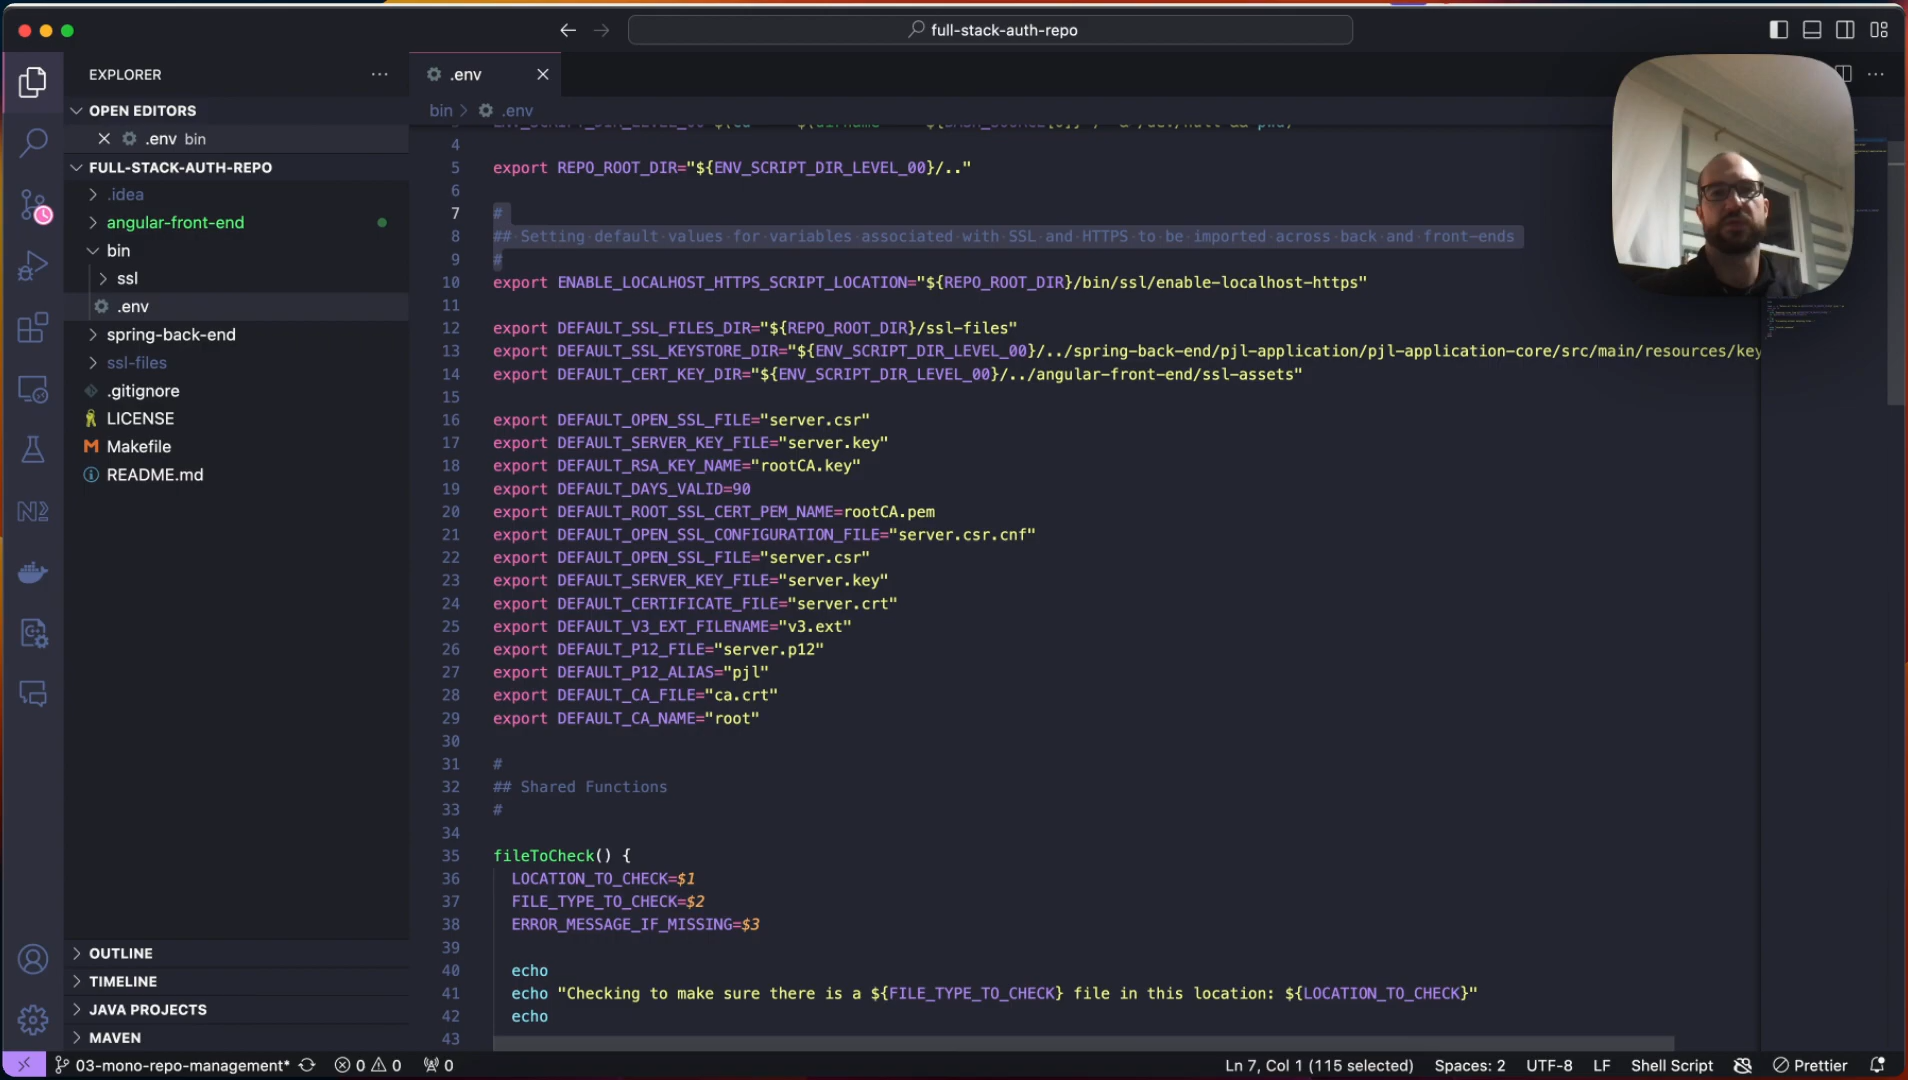 full-stack-auth-repo
EXPLORER
OPEN EDITORS
.env bin
FULL-STACK-AUTH-REPO
.idea
angular-front-end
bin
ssl
.env
spring-back-end
ssl-files
.gitignore
LICENSE
Makefile
README.md
OUTLINE
TIMELINE
JAVA PROJECTS
MAVEN
.env
bin > .env
4
5 export REPO_ROOT_DIR="${ENV_SCRIPT_DIR_LEVEL_00}/.."
6
7 #
8 ## Setting default values for variables associated with SSL and HTTPS to be imported across back and front-ends
9 #
10 export ENABLE_LOCALHOST_HTTPS_SCRIPT_LOCATION="${REPO_ROOT_DIR}/bin/ssl/enable-localhost-https"
11
12 export DEFAULT_SSL_FILES_DIR="${REPO_ROOT_DIR}/ssl-files"
13 export DEFAULT_SSL_KEYSTORE_DIR="${ENV_SCRIPT_DIR_LEVEL_00}/../spring-back-end/pjl-application/pjl-application-core/src/main/resources/key
14 export DEFAULT_CERT_KEY_DIR="${ENV_SCRIPT_DIR_LEVEL_00}/../angular-front-end/ssl-assets"
15
16 export DEFAULT_OPEN_SSL_FILE="server.csr"
17 export DEFAULT_SERVER_KEY_FILE="server.key"
18 export DEFAULT_RSA_KEY_NAME="rootCA.key"
19 export DEFAULT_DAYS_VALID=90
20 export DEFAULT_ROOT_SSL_CERT_PEM_NAME=rootCA.pem
21 export DEFAULT_OPEN_SSL_CONFIGURATION_FILE="server.csr.cnf"
22 export DEFAULT_OPEN_SSL_FILE="server.csr"
23 export DEFAULT_SERVER_KEY_FILE="server.key"
24 export DEFAULT_CERTIFICATE_FILE="server.crt"
25 export DEFAULT_V3_EXT_FILENAME="v3.ext"
26 export DEFAULT_P12_FILE="server.p12"
27 export DEFAULT_P12_ALIAS="pjl"
28 export DEFAULT_CA_FILE="ca.crt"
29 export DEFAULT_CA_NAME="root"
30
31 #
32 ## Shared Functions
33 #
34
35 fileToCheck() {
36 LOCATION_TO_CHECK=$1
37 FILE_TYPE_TO_CHECK=$2
38 ERROR_MESSAGE_IF_MISSING=$3
39
40 echo
41 echo "Checking to make sure there is a ${FILE_TYPE_TO_CHECK} file in this location: ${LOCATION_TO_CHECK}"
42 echo
43
03-mono-repo-management* 0 0 0 Ln 7, Col 1 (115 selected) Spaces: 2 UTF-8 LF Shell Script Prettier